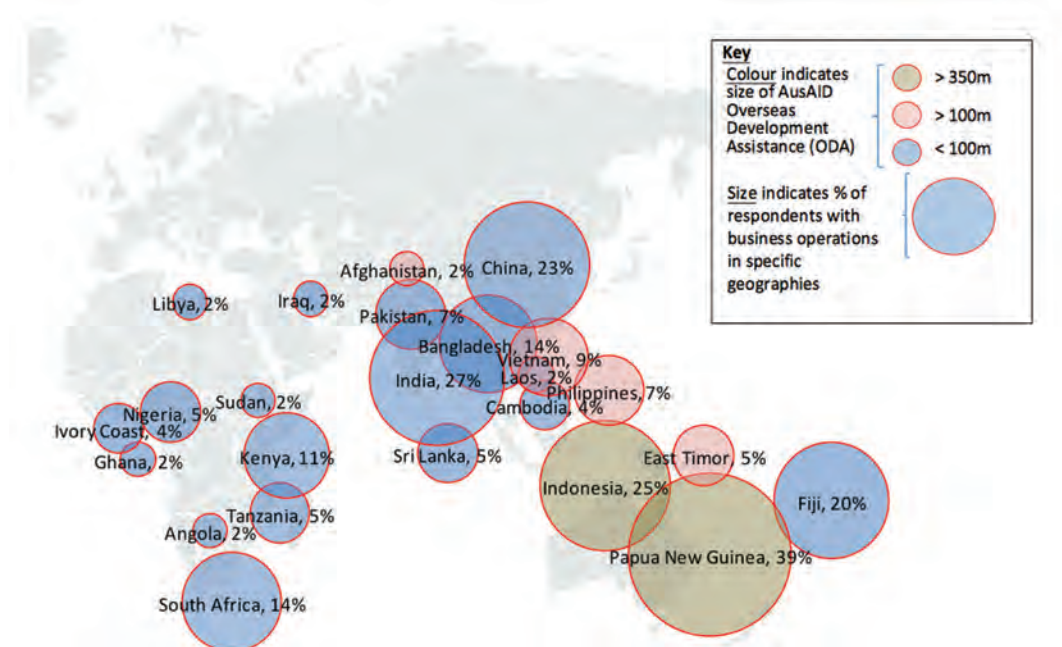 Key
Colour indicates
size of AusAID
Overseas
Development
Assistance (ODA)
> 350m
> 100m
< 100m
Size indicates % of
respondents with
business operations
in specific
geographies
Afghanistan, 2%
China, 23%
Libya, 2%
Iraq, 2%
Pakistan, 7%
Bangladesh, 14%
Vietnam, 9%
India, 27%
Laos, 2%
Philippines, 7%
Sudan, 2%
Cambodia, 4%
Nigeria, 5%
Ivory Coast, 4%
Ghana, 2%
Kenya, 11%
Sri Lanka, 5%
East Timor, 5%
Indonesia, 25%
Fiji, 20%
Tanzania, 5%
Angola, 2%
Papua New Guinea, 39%
South Africa, 14%